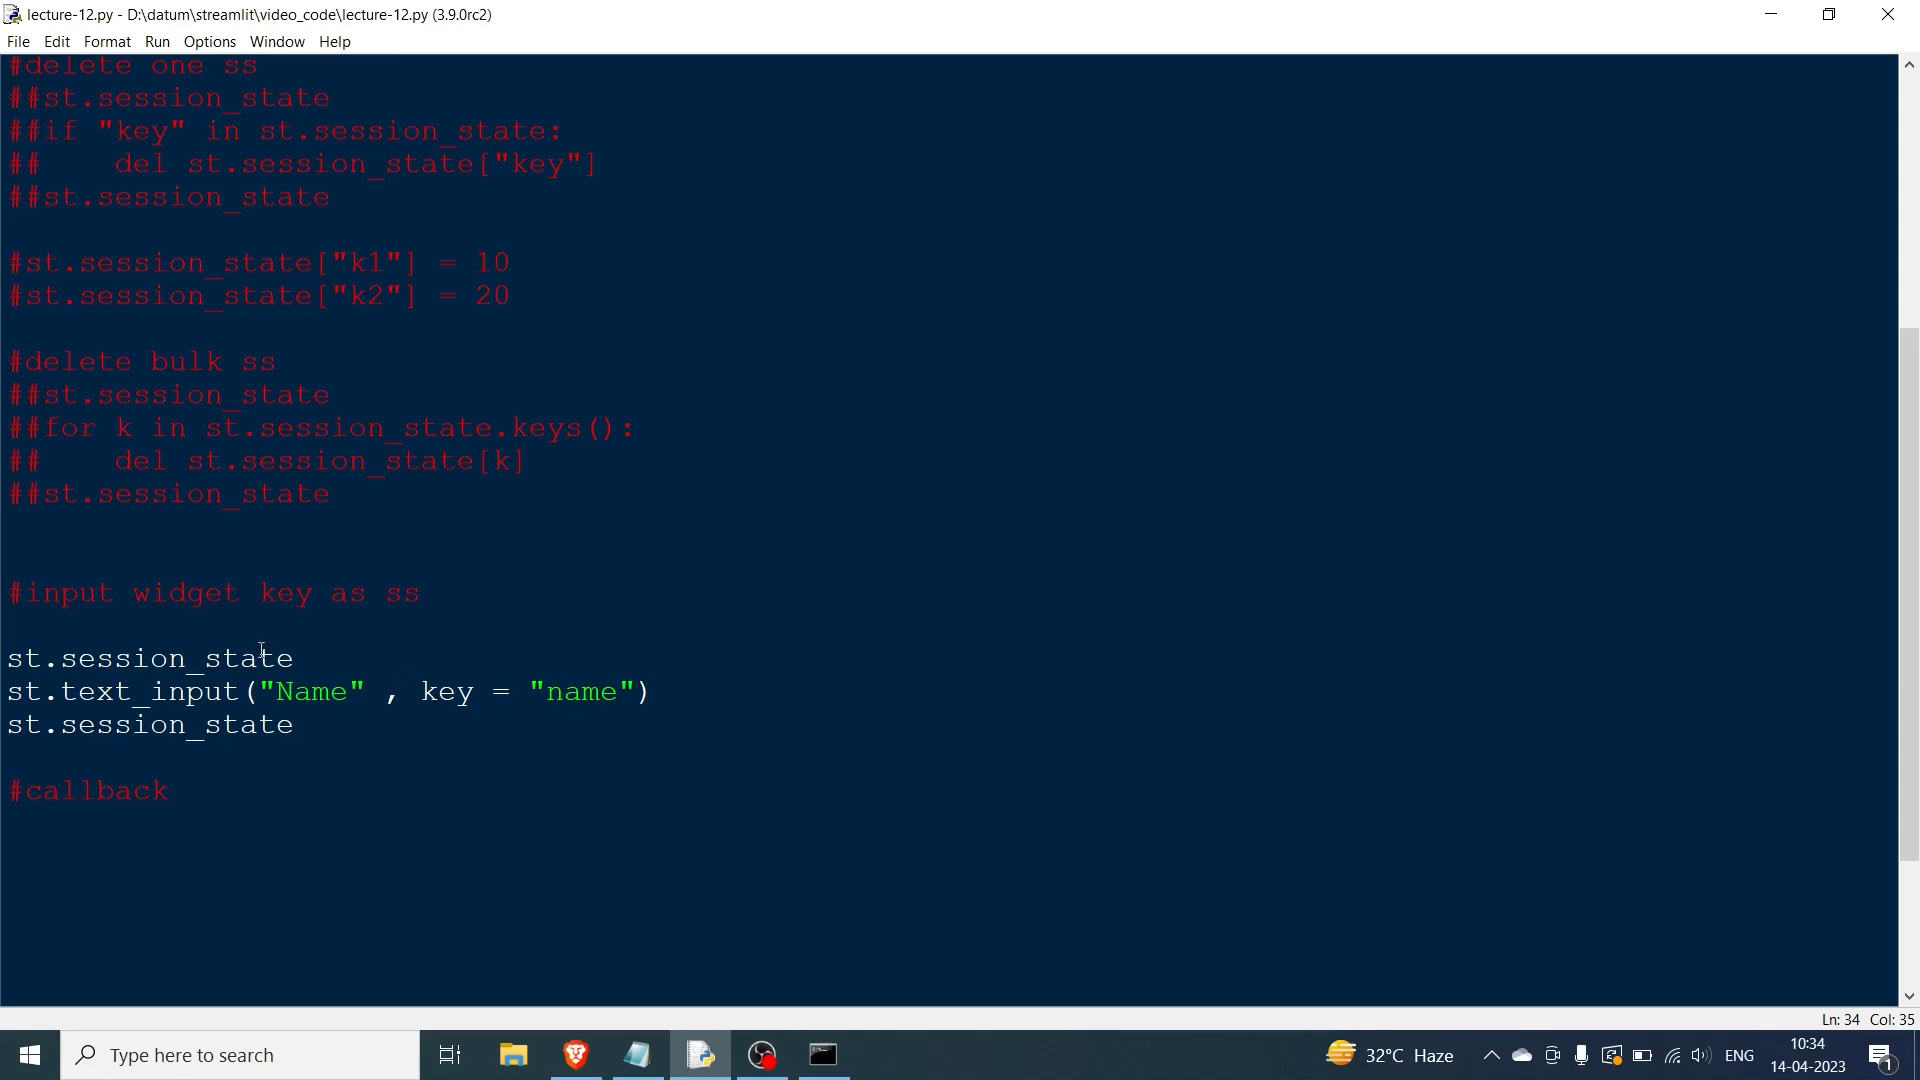 lecture-12.py - D:\datum\streamlit\video_code\lecture-12.py (3.9.0rc2)
File Edit Format Run Options Window Help
#delete one ss
##st.session_state
##if "key" in st.session_state:
##    del st.session_state["key"]
##st.session_state
#st.session_state["k1"] = 10
#st.session_state["k2"] = 20
#delete bulk ss
##st.session_state
##for k in st.session_state.keys():
##    del st.session_state[k]
##st.session_state
#input widget key as ss
st.session_state
st.text_input("Name" , key = "name")
st.session_state
#callback
Ln: 34 Col: 35
Type here to search
32°C Haze
ENG
10:34
14-04-2023
1